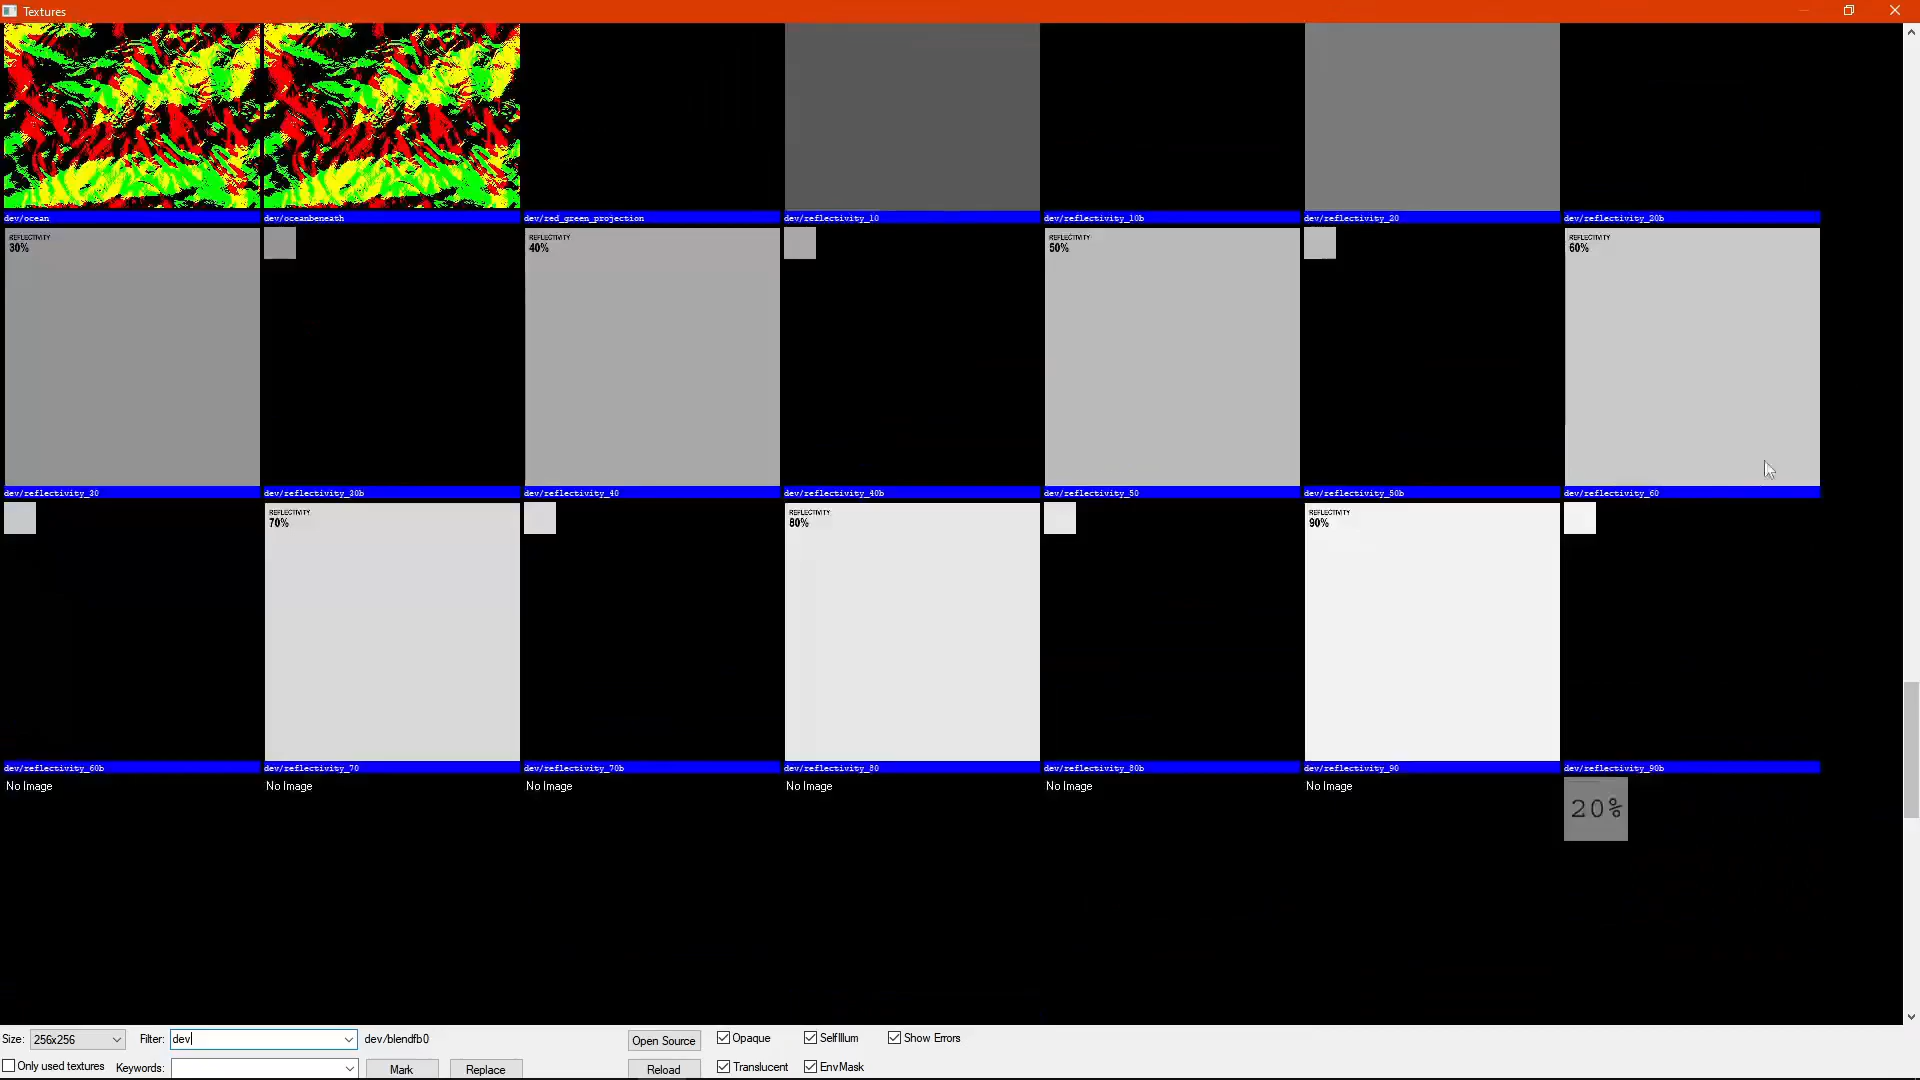 Textures
dev/ocean
dev/oceanbeneath
dev/red_green_projection
dev/reflectivity_10
dev/reflectivity_10b
dev/reflectivity_20
dev/reflectivity_20b
REFLECTIVITY
30%
REFLECTIVITY
40%
REFLECTIVITY
50%
REFLECTIVITY
60%
dev/reflectivity_30
dev/reflectivity_30b
dev/reflectivity_40
dev/reflectivity_40b
dev/reflectivity_50
dev/reflectivity_50b
dev/reflectivity_60
REFLECTIVITY
70%
REFLECTIVITY
80%
REFLECTIVITY
90%
dev/reflectivity_60b
dev/reflectivity_70
dev/reflectivity_70b
dev/reflectivity_80
dev/reflectivity_80b
dev/reflectivity_90
dev/reflectivity_90b
No Image
No Image
No Image
No Image
No Image
No Image
20%
Size: 256x256 Filter: dev dev/blendfb0 Open Source Opaque SelfIllum Show Errors
Only used textures Keywords: Mark Replace Reload Translucent EnvMask